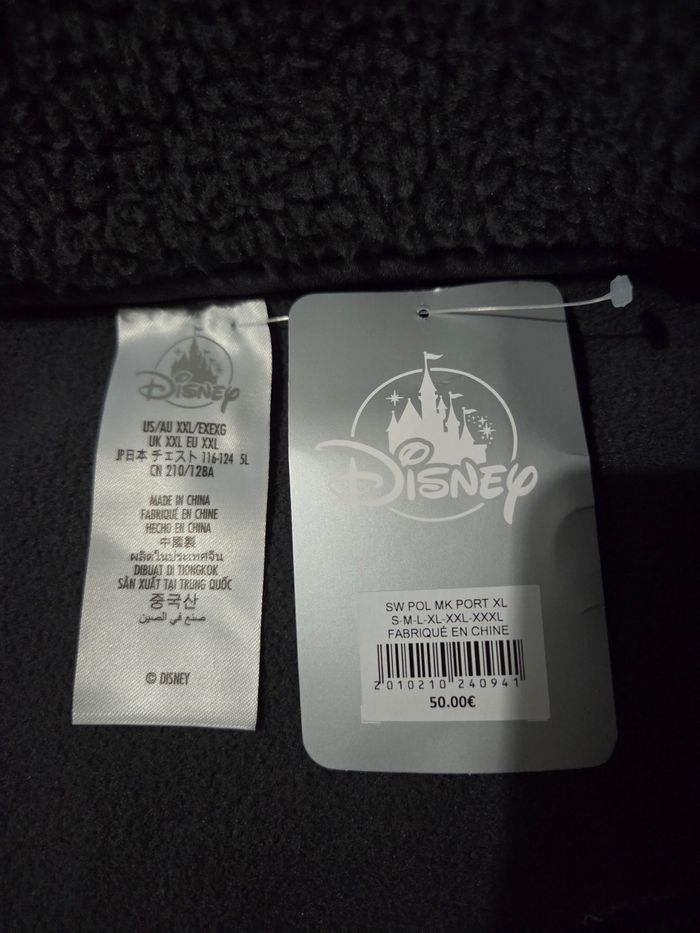 Disney
US/AU XXL/EXEXG
UK XXL EU XXL
JP日本 チェスト 116-124 5L
CN 210/128A
MADE IN CHINA
FABRIQUÉ EN CHINE
HECHO EN CHINA
中國製
ผลิตในประเทศจีน
DIBUAT DI TIONGKOK
SẢN XUẤT TẠI TRUNG QUỐC
중국산
صنع في الصين
© DISNEY
Disney
SW POL MK PORT XL
S-M-L-XL-XXL-XXXL
FABRIQUÉ EN CHINE
2010210 240941
50.00€